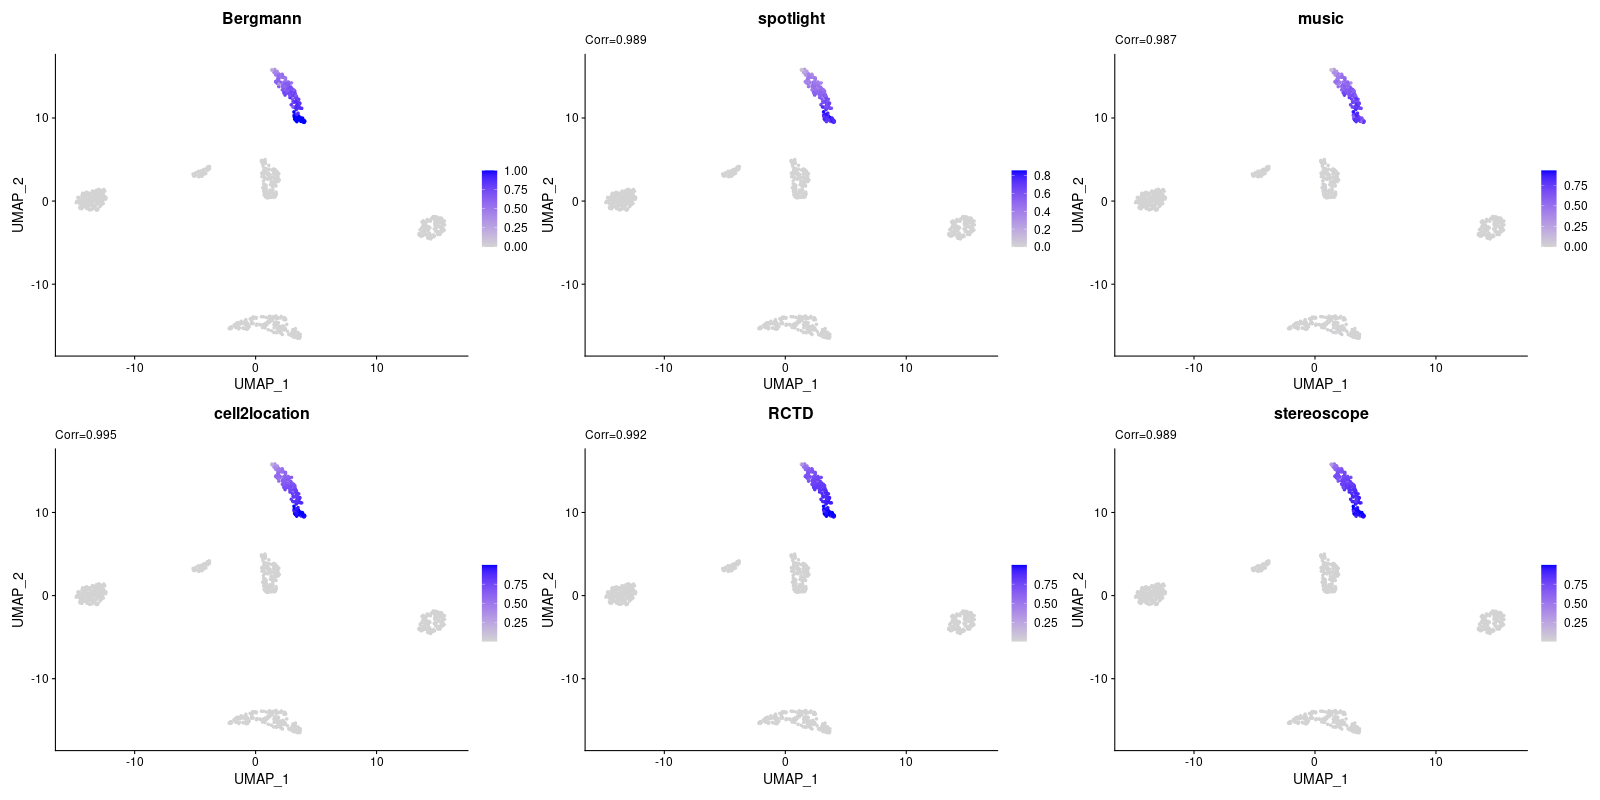 Bergmann
UMAP_2
10
0
-10
-10
0
10
UMAP_1
1.00
0.75
0.50
0.25
0.00
spotlight
Corr=0.989
UMAP_2
10
0
-10
-10
0
10
UMAP_1
0.8
0.6
0.4
0.2
0.0
music
Corr=0.987
UMAP_2
10
0
-10
-10
0
10
UMAP_1
0.75
0.50
0.25
0.00
cell2location
Corr=0.995
UMAP_2
10
0
-10
-10
0
10
UMAP_1
0.75
0.50
0.25
RCTD
Corr=0.992
UMAP_2
10
0
-10
-10
0
10
UMAP_1
0.75
0.50
0.25
stereoscope
Corr=0.989
UMAP_2
10
0
-10
-10
0
10
UMAP_1
0.75
0.50
0.25